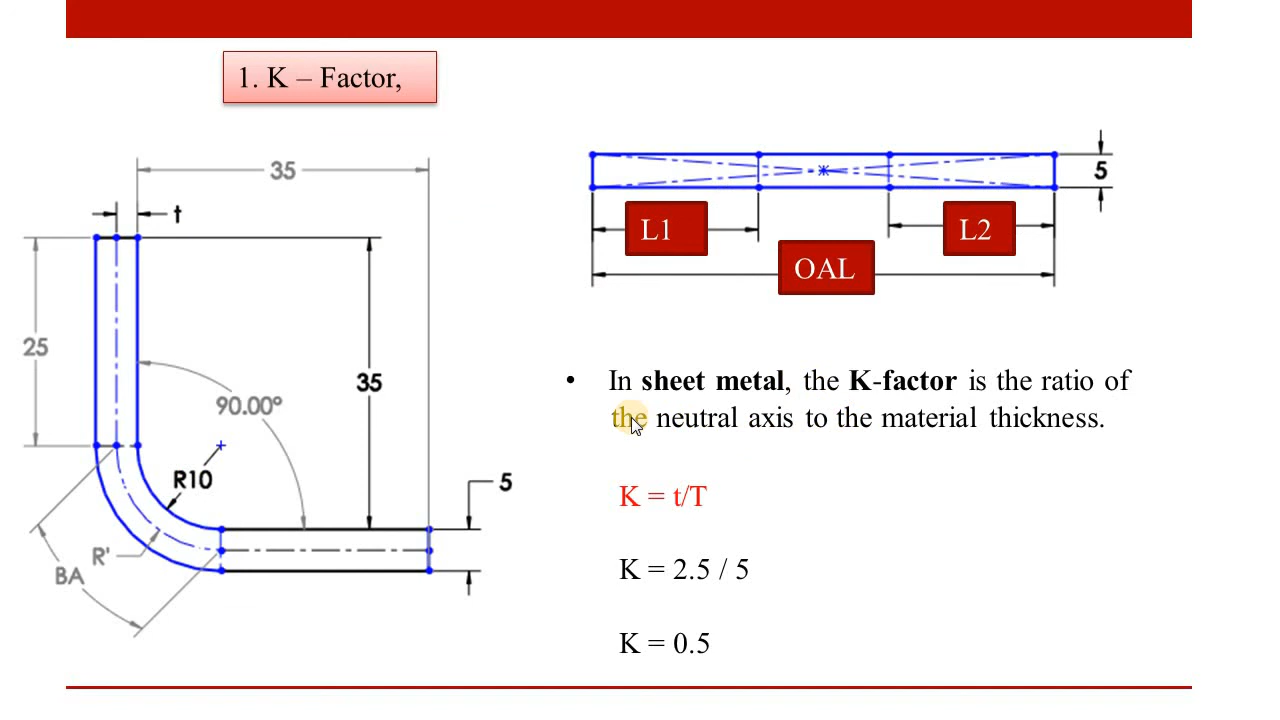 1. K – Factor,
35
t
25
35
90.00°
R10
5
R'
BA
5
L1
L2
OAL
• In sheet metal, the K-factor is the ratio of
the neutral axis to the material thickness.
K = t/T
K = 2.5 / 5
K = 0.5